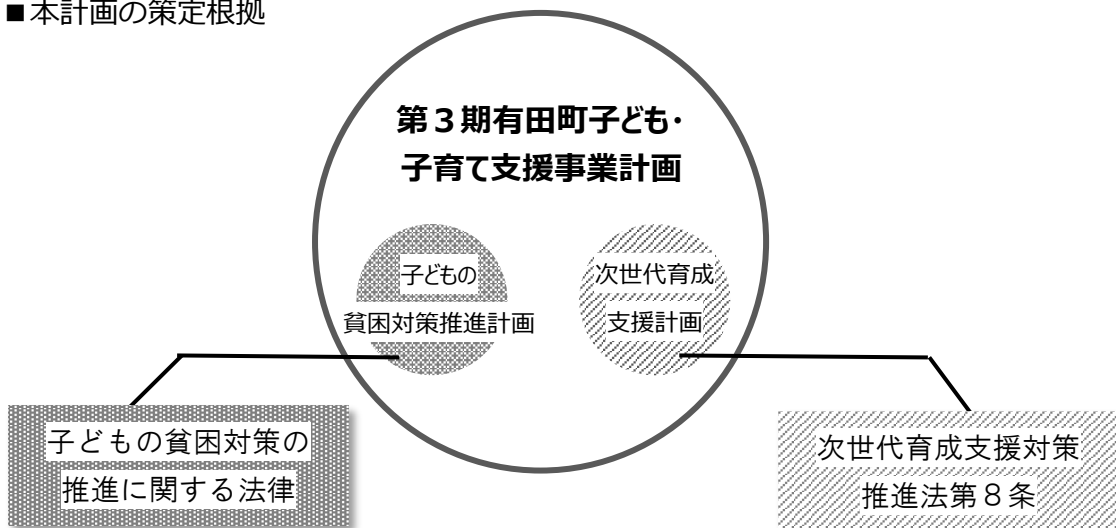 ■本計画の策定根拠
第３期有田町子ども・
子育て支援事業計画
子どもの
貧困対策推進計画
次世代育成
支援計画
子どもの貧困対策の
推進に関する法律
次世代育成支援対策
推進法第８条